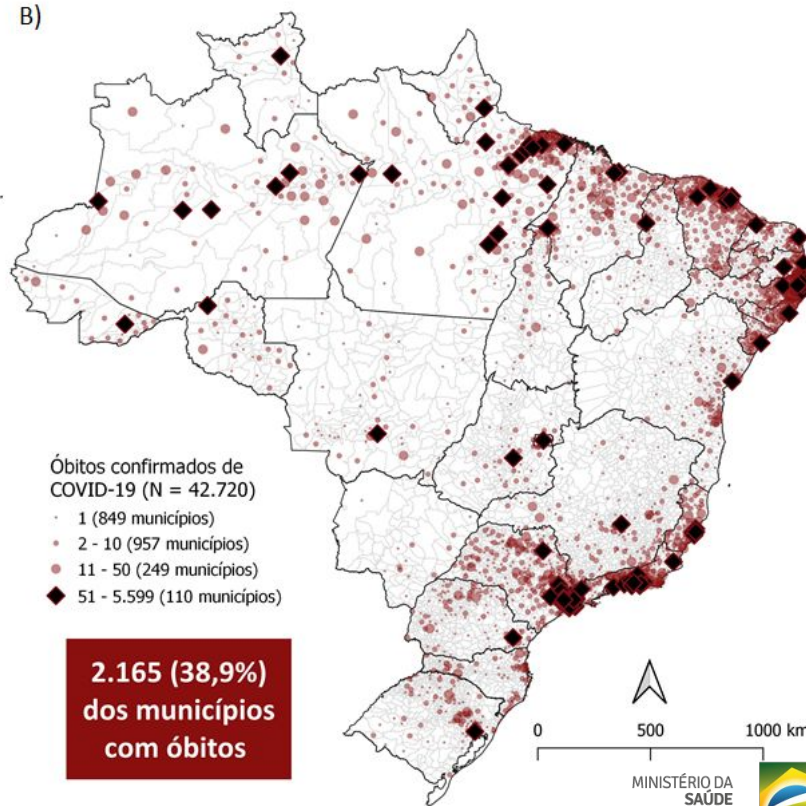 B)
Óbitos confirmados de
COVID-19 (N = 42.720)
1 (849 municípios)
2 - 10 (957 municípios)
11 - 50 (249 municípios)
51 - 5.599 (110 municípios)
2.165 (38,9%)
dos municípios
com óbitos
0 500 1000 km
MINISTÉRIO DA
SAÚDE